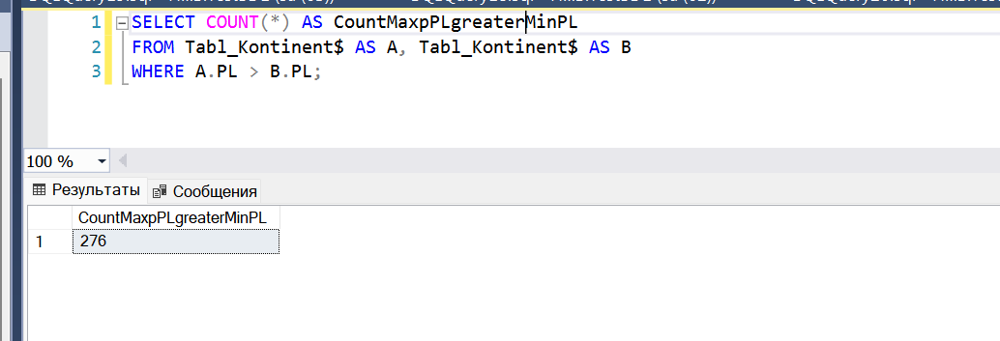 1 SELECT COUNT(*) AS CountMaxpPLgreaterMinPL
2 FROM Tabl_Kontinent$ AS A, Tabl_Kontinent$ AS B
3 WHERE A.PL > B.PL;
100 %
Результаты Сообщения
CountMaxpPLgreaterMinPL
1 276